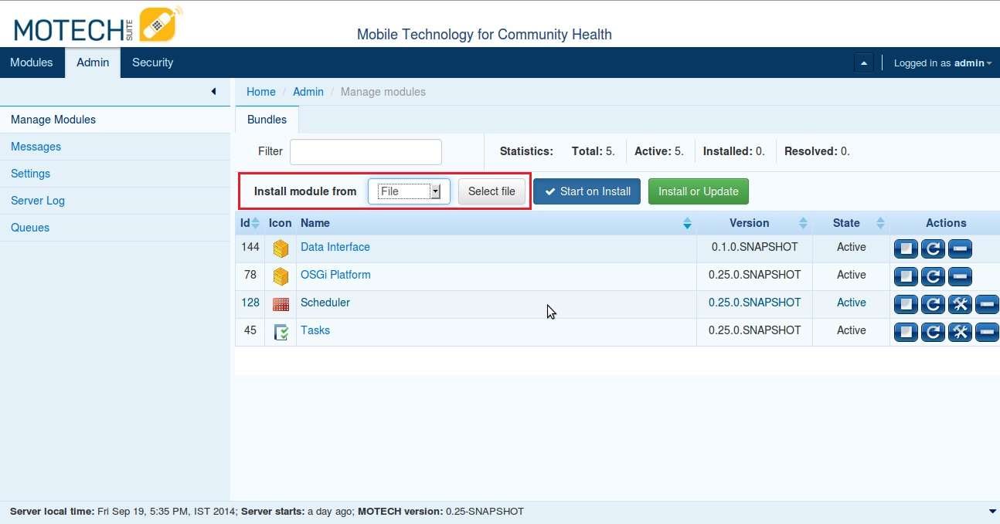 MOTECH SUITE
Mobile Technology for Community Health
Modules Admin Security Logged in as admin
Home / Admin / Manage modules
Manage Modules
Messages
Settings
Server Log
Queues
Bundles
Filter Statistics: Total: 5. Active: 5. Installed: 0. Resolved: 0.
Install module from File Select file Start on Install Install or Update
Id Icon Name Version State Actions
144 Data Interface 0.1.0.SNAPSHOT Active
78 OSGi Platform 0.25.0.SNAPSHOT Active
128 Scheduler 0.25.0.SNAPSHOT Active
45 Tasks 0.25.0.SNAPSHOT Active
Server local time: Fri Sep 19, 5:35 PM, IST 2014; Server starts: a day ago; MOTECH version: 0.25-SNAPSHOT